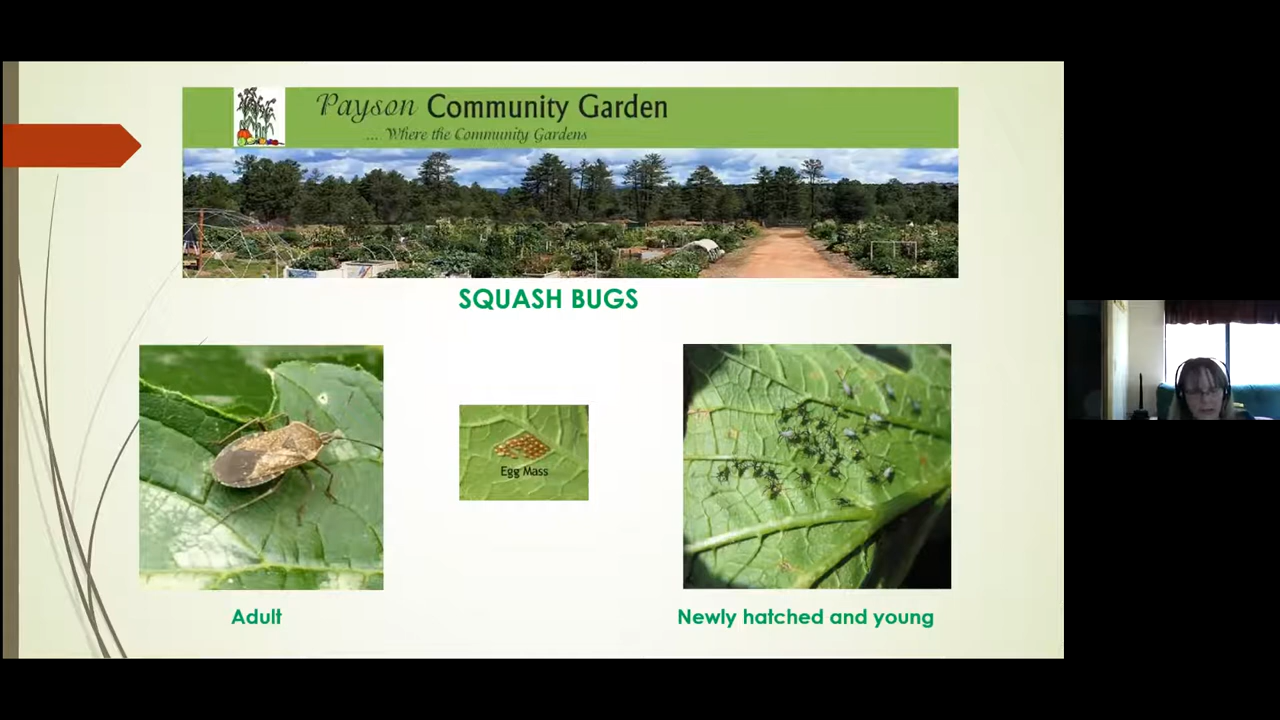 Payson Community Garden
... Where the Community Gardens
SQUASH BUGS
Egg Mass
Adult
Newly hatched and young